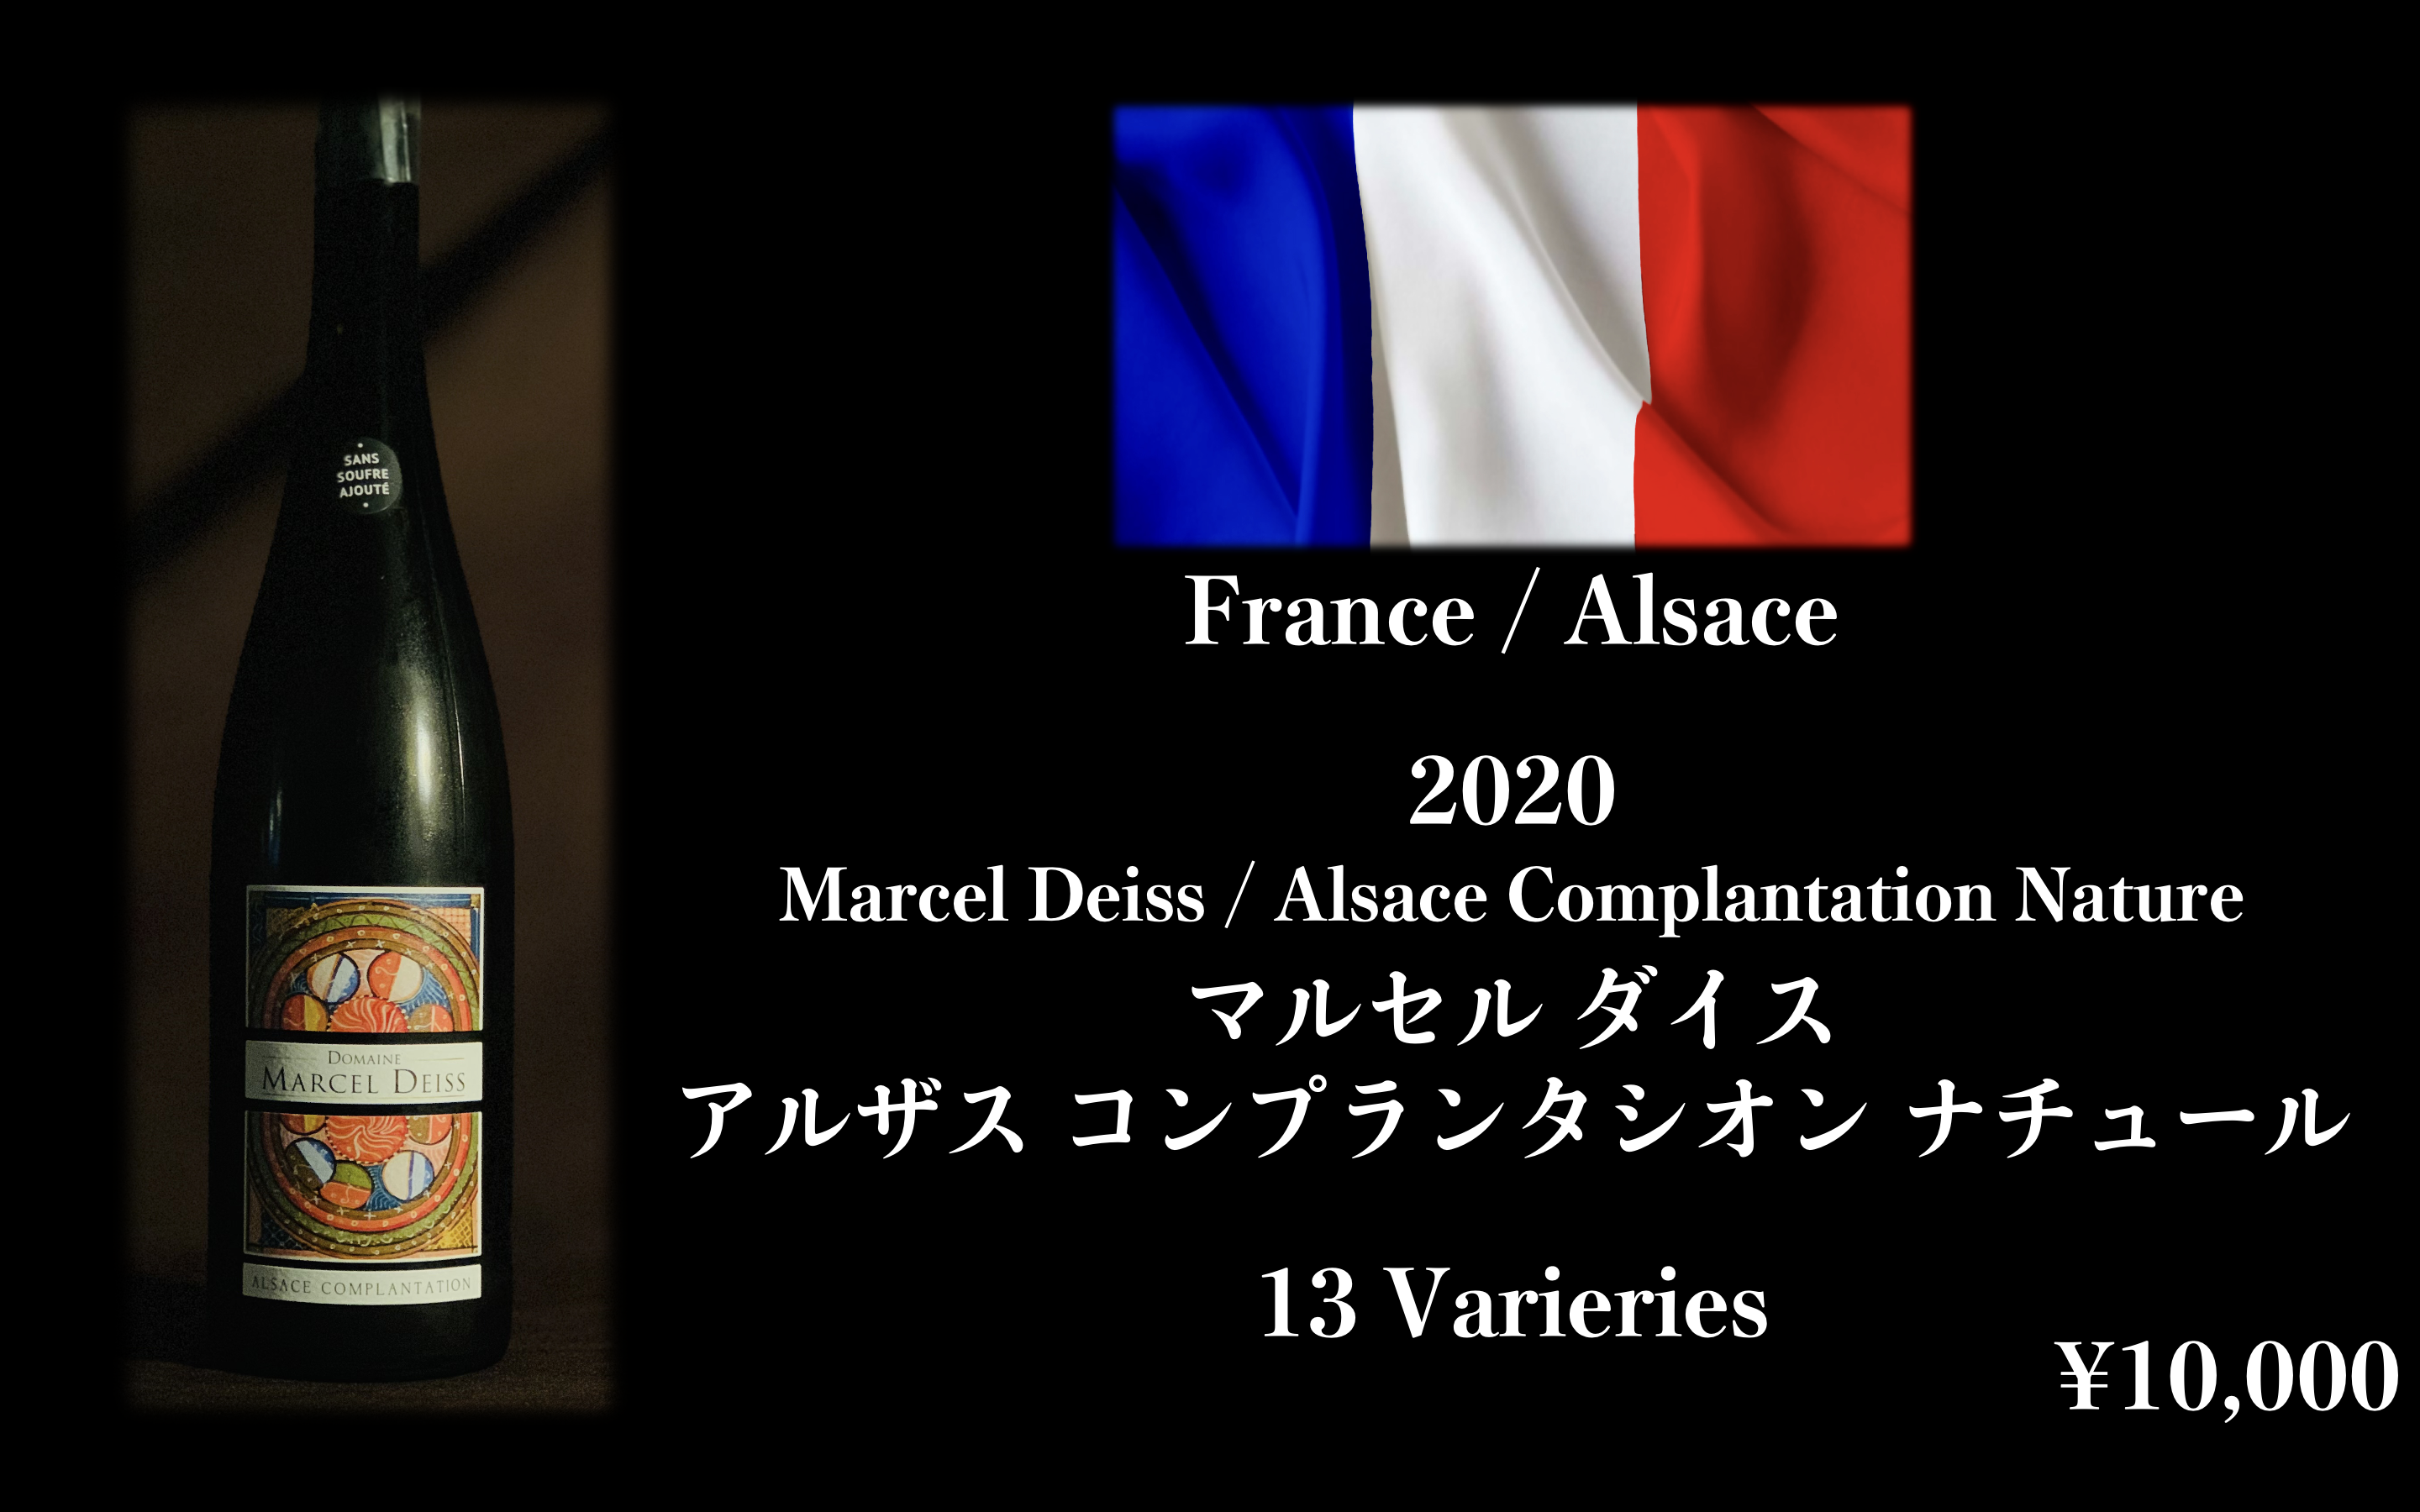 SANS
SOUFRE
AJOUTÉ
DOMAINE
MARCEL DEISS
ALSACE COMPLANTATION
France / Alsace
2020
Marcel Deiss / Alsace Complantation Nature
マルセル ダイス
アルザス コンプランタシオン ナチュール
13 Varieries
¥10,000